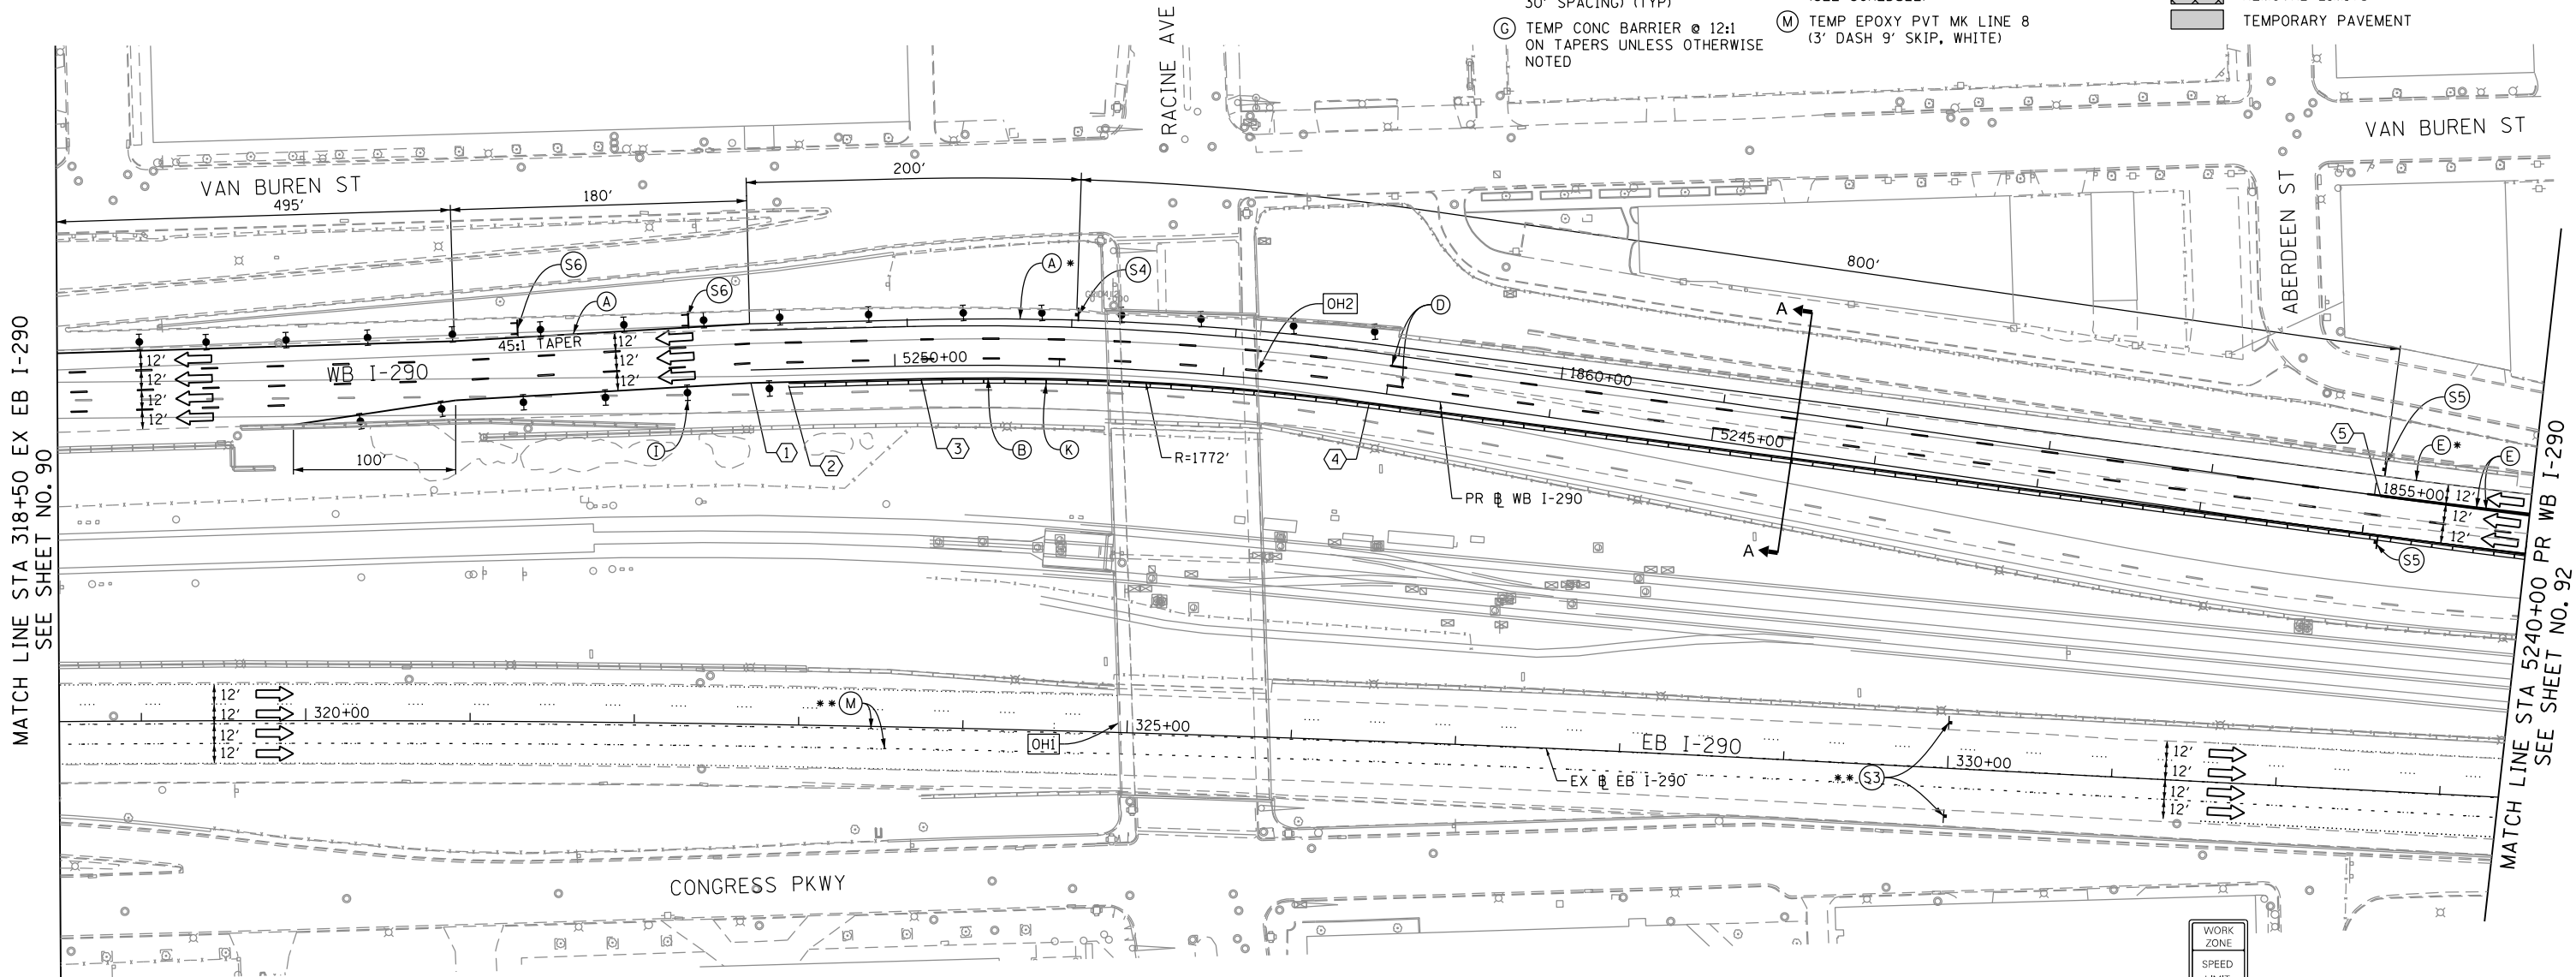 30' SPACING) (TYP)
G TEMP CONC BARRIER @ 12:1
ON TAPERS UNLESS OTHERWISE
NOTED
M TEMP EPOXY PVT MK LINE 8
(3' DASH 9' SKIP, WHITE)
TEMPORARY PAVEMENT
RACINE AVE
VAN BUREN ST
VAN BUREN ST
ABERDEEN ST
495'
180'
200'
800'
S6
S6
A
A *
S4
OH2
D
A
A
45:1 TAPER
12'
12'
12'
12'
12'
12'
12'
WB I-290
5250+00
1860+00
5245+00
1855+00
100'
I
1
2
3
B
K
R=1772'
4
PR BL WB I-290
5
S5
E *
E
12'
12'
12'
S5
MATCH LINE STA 318+50 EX EB I-290
SEE SHEET NO. 90
MATCH LINE STA 5240+00 PR WB I-290
SEE SHEET NO. 92
12'
12'
12'
12'
320+00
** M
OH1
325+00
EB I-290
EX BL EB I-290
** S3
330+00
12'
12'
12'
12'
CONGRESS PKWY
WORK
ZONE
SPEED